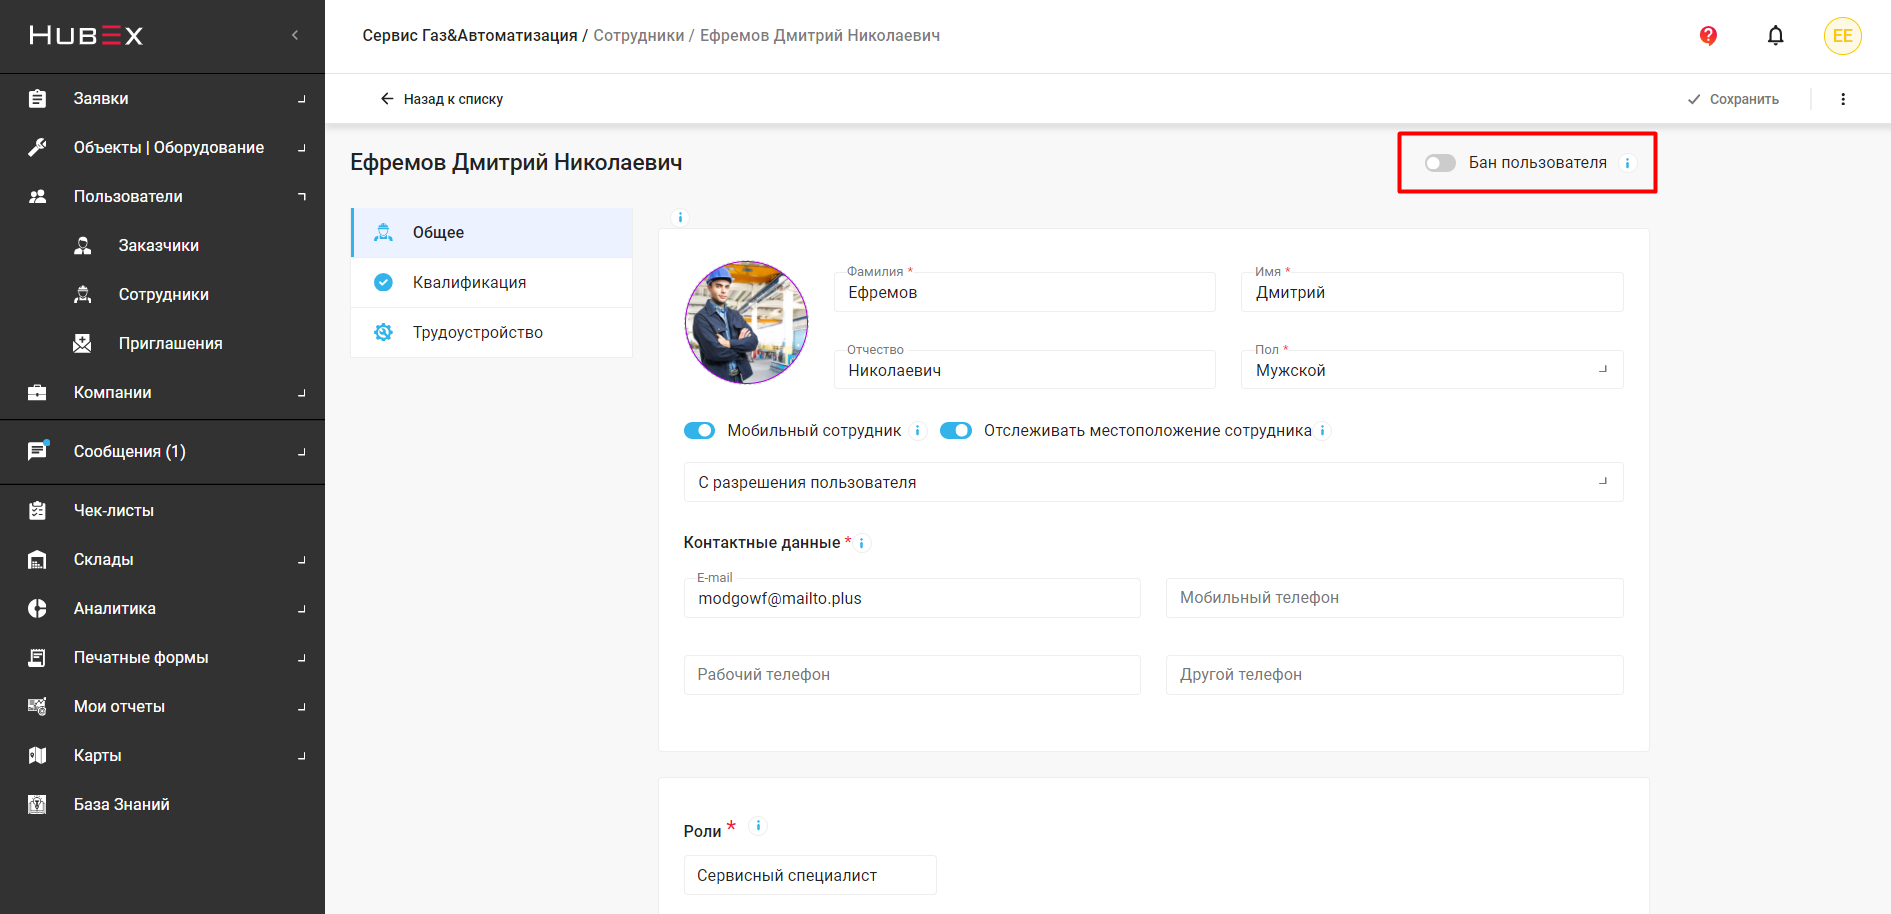 HUBEX
Сервис Газ&Автоматизация / Сотрудники / Ефремов Дмитрий Николаевич
EE
Назад к списку
Сохранить
Заявки
Объекты | Оборудование
Пользователи
Заказчики
Сотрудники
Приглашения
Компании
Сообщения (1)
Чек-листы
Склады
Аналитика
Печатные формы
Мои отчеты
Карты
База Знаний
Ефремов Дмитрий Николаевич
Бан пользователя
Общее
Квалификация
Трудоустройство
Фамилия *
Ефремов
Имя *
Дмитрий
Отчество
Николаевич
Пол *
Мужской
Мобильный сотрудник
Отслеживать местоположение сотрудника
С разрешения пользователя
Контактные данные *
E-mail
modgowf@mailto.plus
Мобильный телефон
Рабочий телефон
Другой телефон
Роли *
Сервисный специалист